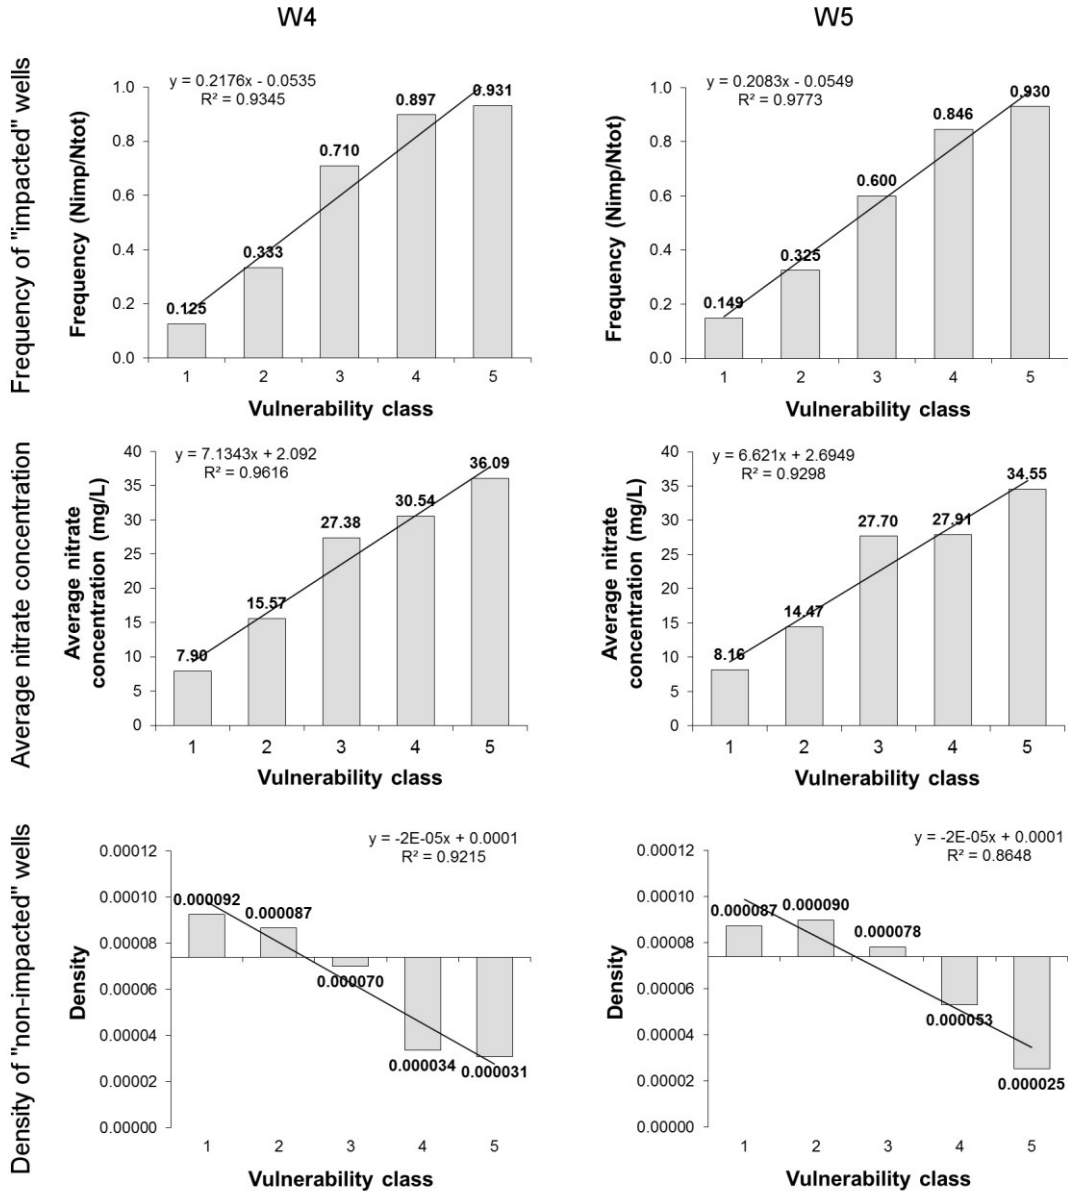 W4
W5
Frequency of "impacted" wells
Frequency (Nimp/Ntot)
y = 0.2176x - 0.0535
R² = 0.9345
1.0
0.8
0.6
0.4
0.2
0.0
0.125
0.333
0.710
0.897
0.931
1 2 3 4 5
Vulnerability class
Frequency (Nimp/Ntot)
y = 0.2083x - 0.0549
R² = 0.9773
1.0
0.8
0.6
0.4
0.2
0.0
0.149
0.325
0.600
0.846
0.930
1 2 3 4 5
Vulnerability class
Average nitrate concentration
Average nitrate
concentration (mg/L)
y = 7.1343x + 2.092
R² = 0.9616
40
35
30
25
20
15
10
5
0
7.90
15.57
27.38
30.54
36.09
1 2 3 4 5
Vulnerability class
Average nitrate
concentration (mg/L)
y = 6.621x + 2.6949
R² = 0.9298
40
35
30
25
20
15
10
5
0
8.16
14.47
27.70
27.91
34.55
1 2 3 4 5
Vulnerability class
Density of "non-impacted" wells
Density
y = -2E-05x + 0.0001
R² = 0.9215
0.00012
0.00010
0.00008
0.00006
0.00004
0.00002
0.00000
0.000092
0.000087
0.000070
0.000034
0.000031
1 2 3 4 5
Vulnerability class
Density
y = -2E-05x + 0.0001
R² = 0.8648
0.00012
0.00010
0.00008
0.00006
0.00004
0.00002
0.00000
0.000087
0.000090
0.000078
0.000053
0.000025
1 2 3 4 5
Vulnerability class